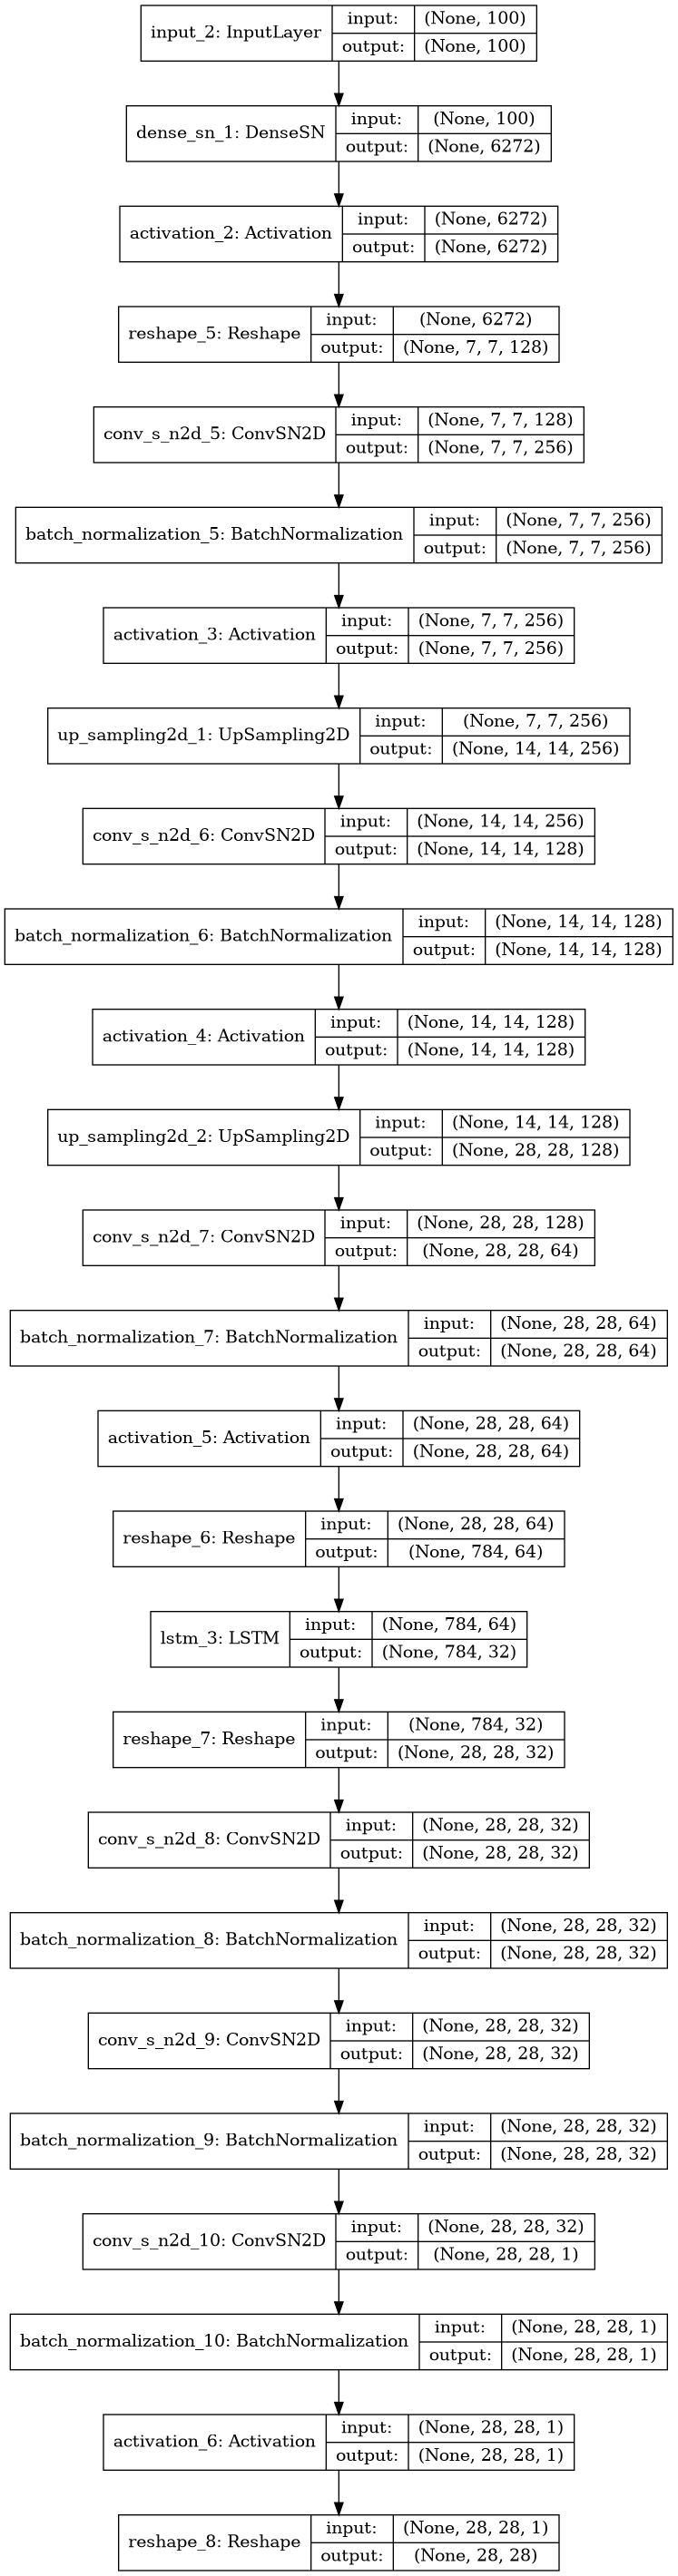 input_2: InputLayer
input: (None, 100)
output: (None, 100)
dense_sn_1: DenseSN
input: (None, 100)
output: (None, 6272)
activation_2: Activation
input: (None, 6272)
output: (None, 6272)
reshape_5: Reshape
input: (None, 6272)
output: (None, 7, 7, 128)
conv_s_n2d_5: ConvSN2D
input: (None, 7, 7, 128)
output: (None, 7, 7, 256)
batch_normalization_5: BatchNormalization
input: (None, 7, 7, 256)
output: (None, 7, 7, 256)
activation_3: Activation
input: (None, 7, 7, 256)
output: (None, 7, 7, 256)
up_sampling2d_1: UpSampling2D
input: (None, 7, 7, 256)
output: (None, 14, 14, 256)
conv_s_n2d_6: ConvSN2D
input: (None, 14, 14, 256)
output: (None, 14, 14, 128)
batch_normalization_6: BatchNormalization
input: (None, 14, 14, 128)
output: (None, 14, 14, 128)
activation_4: Activation
input: (None, 14, 14, 128)
output: (None, 14, 14, 128)
up_sampling2d_2: UpSampling2D
input: (None, 14, 14, 128)
output: (None, 28, 28, 128)
conv_s_n2d_7: ConvSN2D
input: (None, 28, 28, 128)
output: (None, 28, 28, 64)
batch_normalization_7: BatchNormalization
input: (None, 28, 28, 64)
output: (None, 28, 28, 64)
activation_5: Activation
input: (None, 28, 28, 64)
output: (None, 28, 28, 64)
reshape_6: Reshape
input: (None, 28, 28, 64)
output: (None, 784, 64)
lstm_3: LSTM
input: (None, 784, 64)
output: (None, 784, 32)
reshape_7: Reshape
input: (None, 784, 32)
output: (None, 28, 28, 32)
conv_s_n2d_8: ConvSN2D
input: (None, 28, 28, 32)
output: (None, 28, 28, 32)
batch_normalization_8: BatchNormalization
input: (None, 28, 28, 32)
output: (None, 28, 28, 32)
conv_s_n2d_9: ConvSN2D
input: (None, 28, 28, 32)
output: (None, 28, 28, 32)
batch_normalization_9: BatchNormalization
input: (None, 28, 28, 32)
output: (None, 28, 28, 32)
conv_s_n2d_10: ConvSN2D
input: (None, 28, 28, 32)
output: (None, 28, 28, 1)
batch_normalization_10: BatchNormalization
input: (None, 28, 28, 1)
output: (None, 28, 28, 1)
activation_6: Activation
input: (None, 28, 28, 1)
output: (None, 28, 28, 1)
reshape_8: Reshape
input: (None, 28, 28, 1)
output: (None, 28, 28)